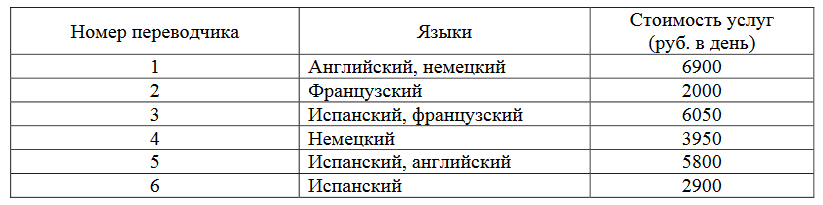 Номер переводчика Языки Стоимость услуг (руб. в день)
1 Английский, немецкий 6900
2 Французский 2000
3 Испанский, французский 6050
4 Немецкий 3950
5 Испанский, английский 5800
6 Испанский 2900